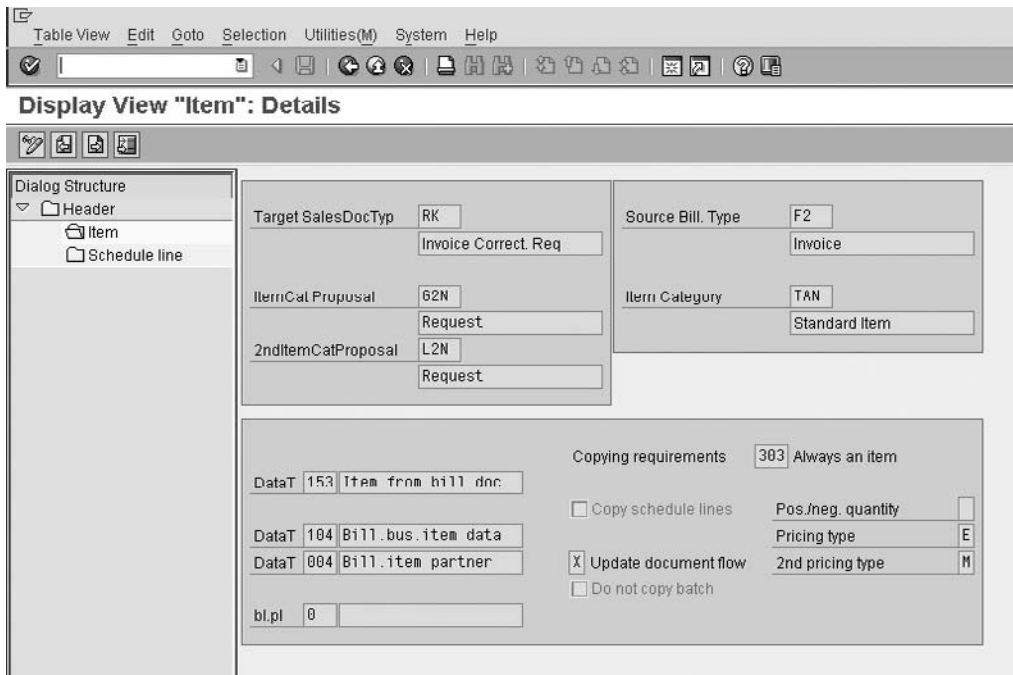 Table View Edit Goto Selection Utilities(M) System Help
Display View "Item": Details
Dialog Structure
Header
Item
Schedule line
Target SalesDocTyp RK
Invoice Correct. Req
Source Bill. Type F2
Invoice
ItemCat Proposal G2N
Request
Item Category TAN
Standard Item
2ndItemCatProposal L2N
Request
Copying requirements 303 Always an item
DataT 153 Item from bill doc
Copy schedule lines Pos./neg. quantity
DataT 104 Bill.bus.item data Pricing type E
DataT 004 Bill.item partner X Update document flow 2nd pricing type M
Do not copy batch
bl.pl 0